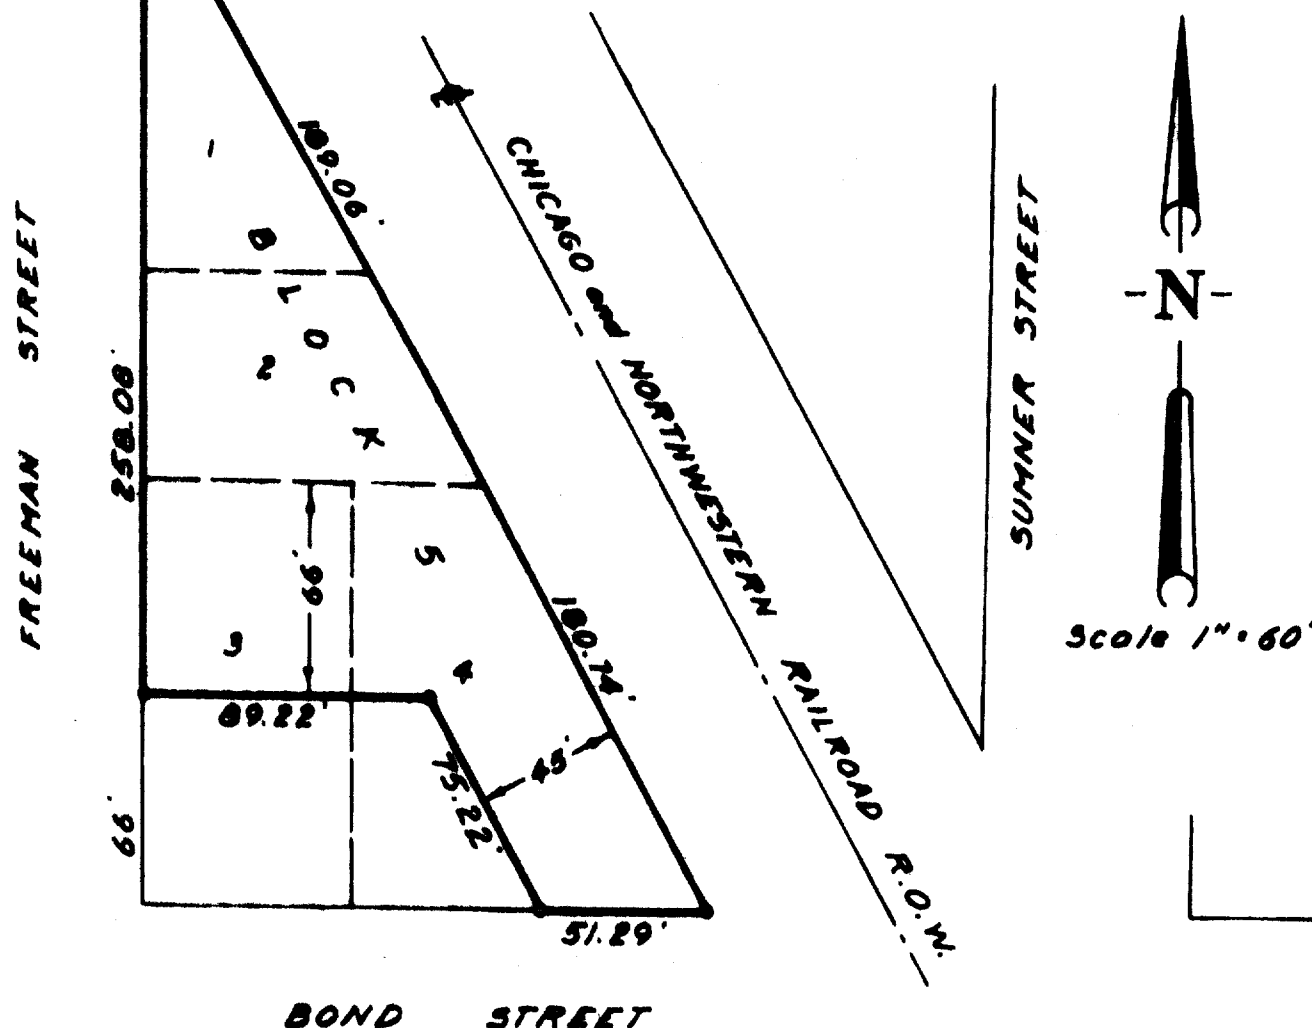 FREEMAN STREET
258.08'
66'
1
189.06'
BLOCK
2
5
66'
3
4
89.22'
180.74'
45'
75.22'
51.29'
BOND STREET
CHICAGO and NORTHWESTERN RAILROAD R.O.W.
SUMNER STREET
-N-
Scale 1" = 60'